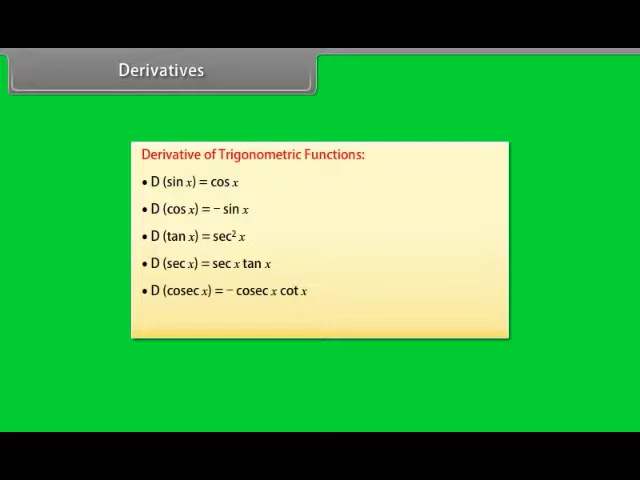 Derivatives
Derivative of Trigonometric Functions:
• D (sin x) = cos x
• D (cos x) = – sin x
• D (tan x) = sec² x
• D (sec x) = sec x tan x
• D (cosec x) = – cosec x cot x